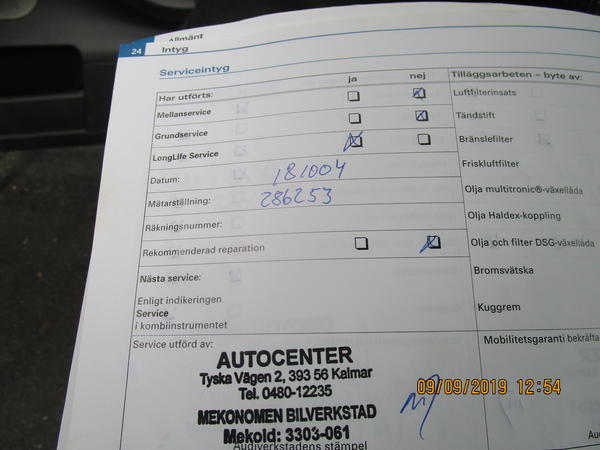 Allmänt
24 Intyg
Serviceintyg
ja nej
Har utförts:
Mellanservice
Grundservice
LongLife Service
Datum: 181004
Mätarställning: 286253
Räkningsnummer:
Rekommenderad reparation
Nästa service:
Enligt indikeringen
Service
i kombiinstrumentet
Service utförd av:
AUTOCENTER
Tyska Vägen 2, 393 56 Kalmar
Tel. 0480-12235
MEKONOMEN BILVERKSTAD
Mekoid: 3303-061
Audiverkstadens stämpel
Tilläggsarbeten – byte av:
Luftfilterinsats
Tändstift
Bränslefilter
Friskluftfilter
Olja multitronic®-växellåda
Olja Haldex-koppling
Olja och filter DSG-växellåda
Bromsvätska
Kuggrem
Mobilitetsgaranti bekräfta
Au
09/09/2019 12:54